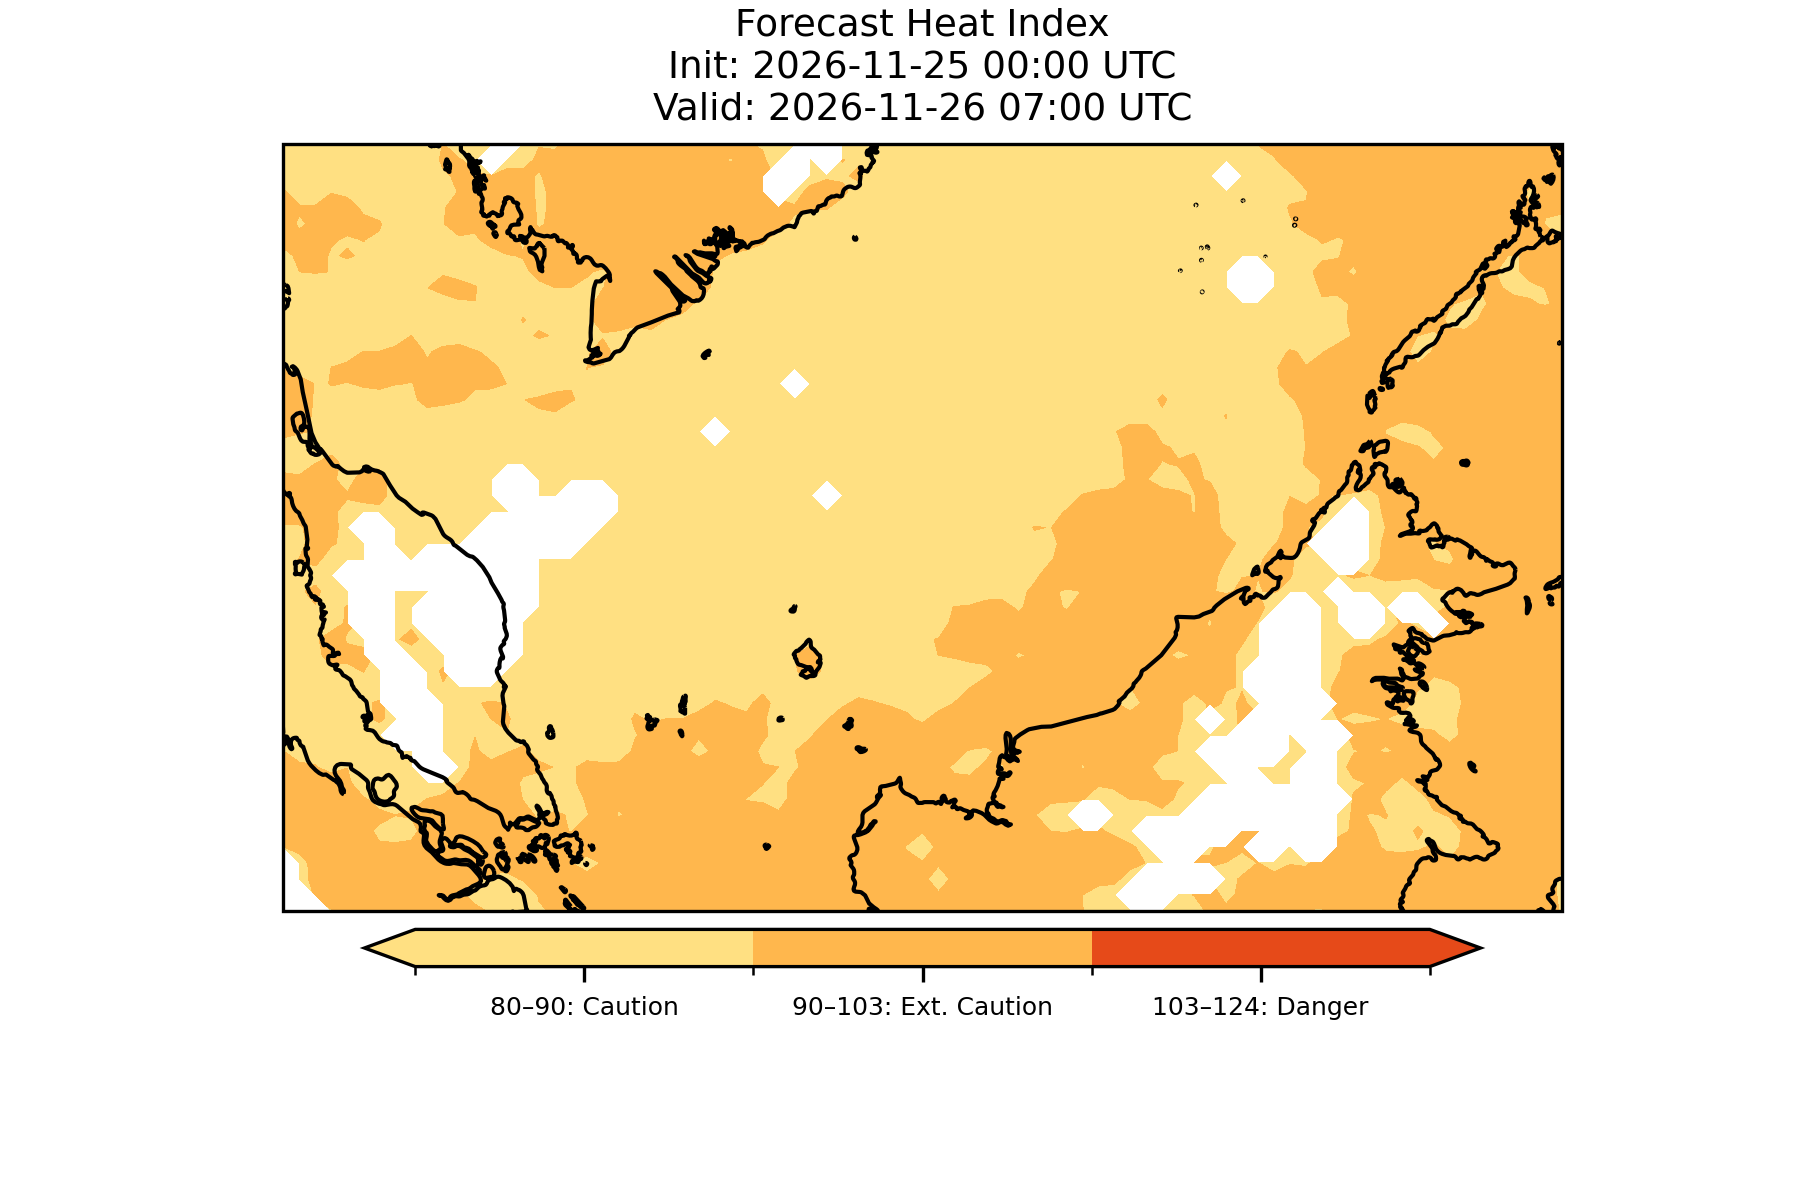 Forecast Heat Index
Init: 2026-11-25 00:00 UTC
Valid: 2026-11-26 07:00 UTC
80–90: Caution
90–103: Ext. Caution
103–124: Danger